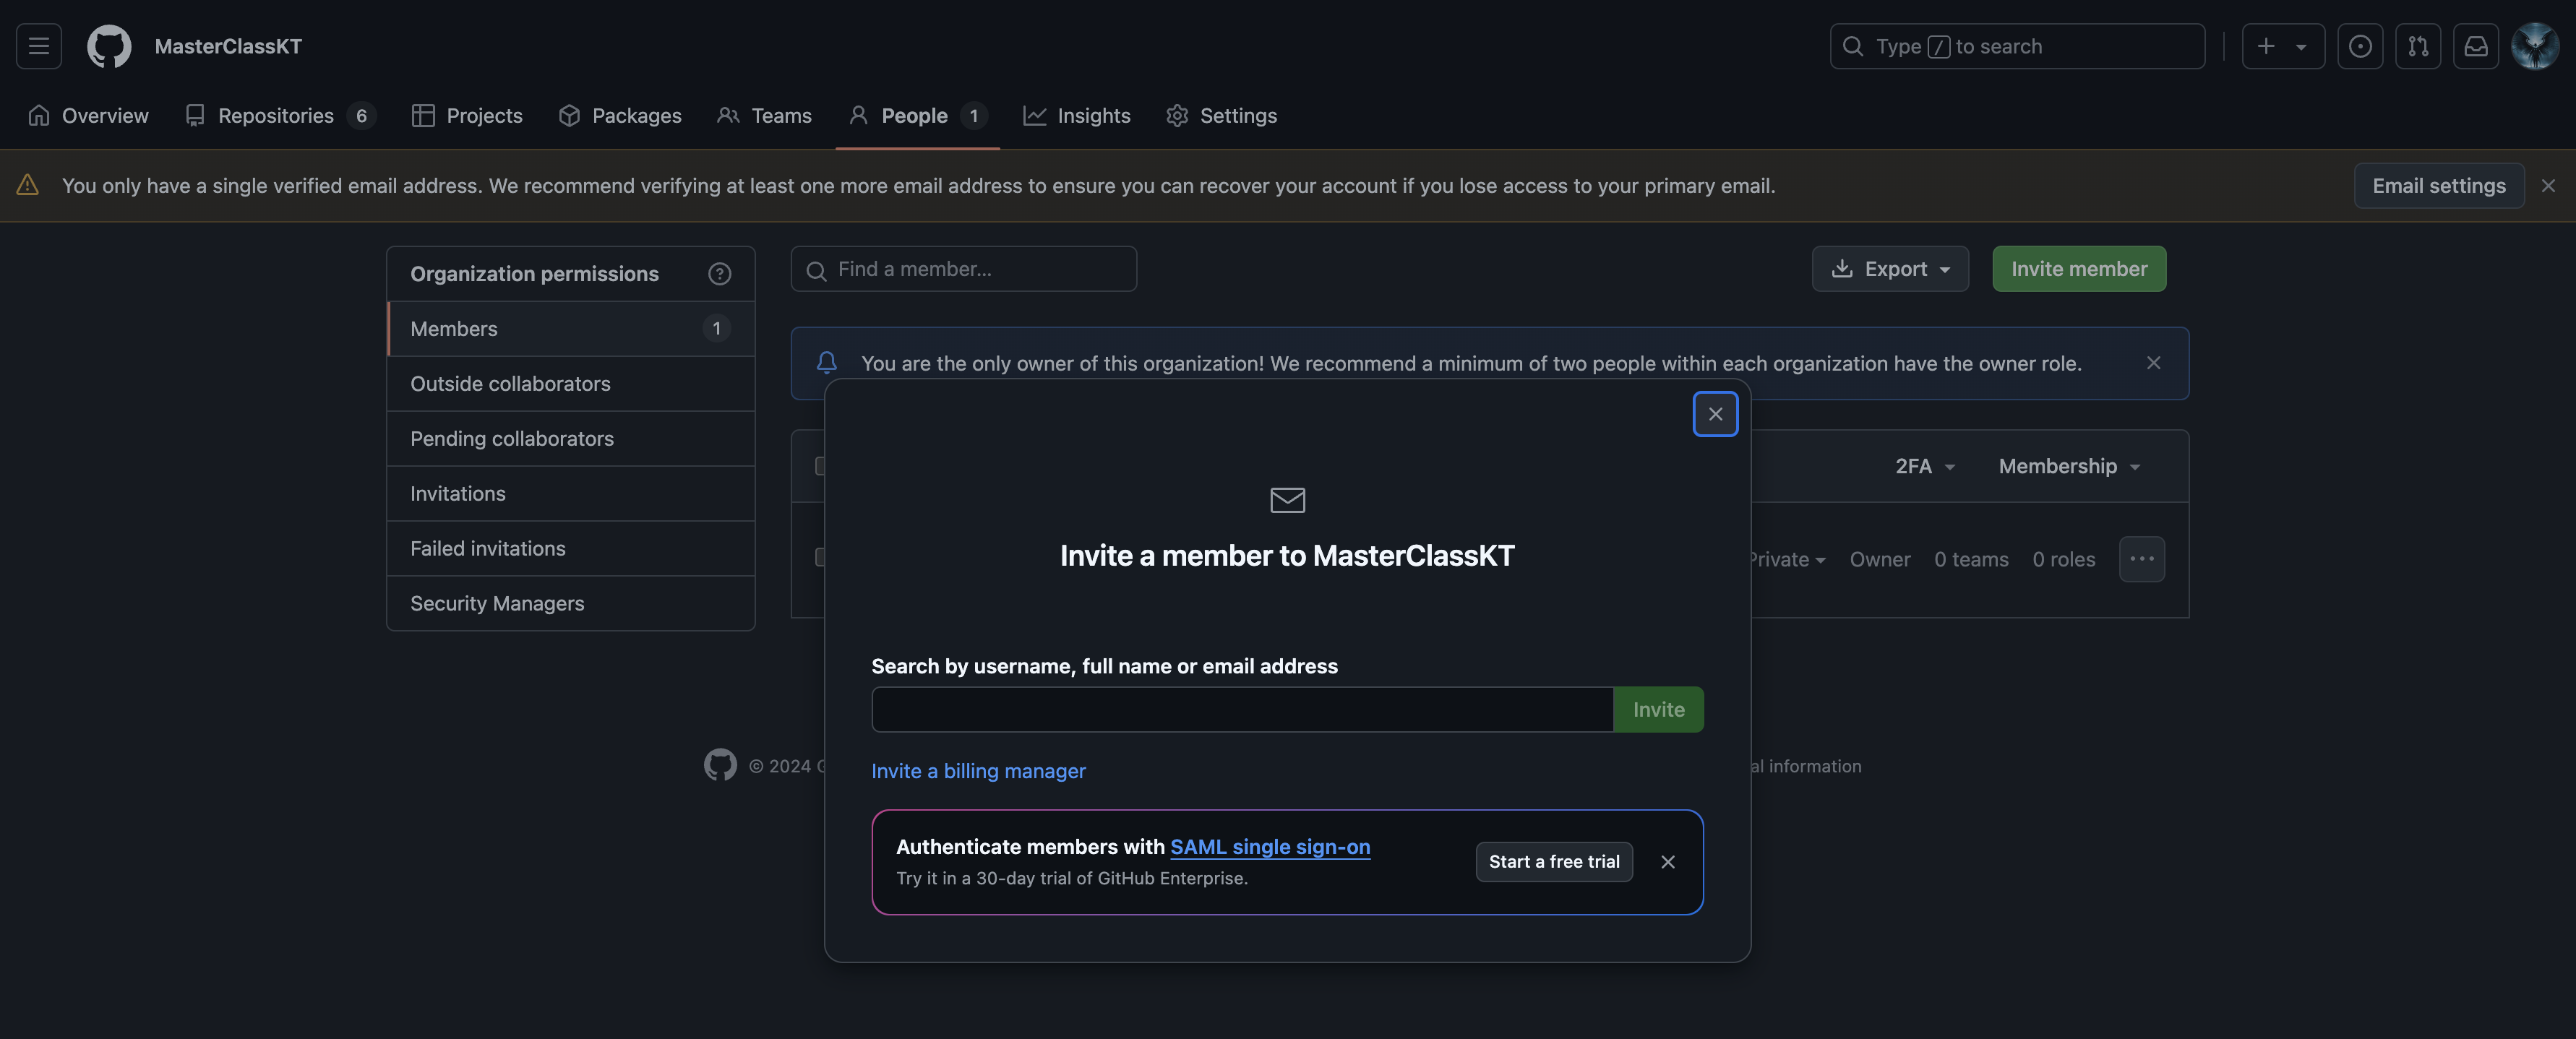 MasterClassKT
Type / to search
Overview
Repositories 6
Projects
Packages
Teams
People 1
Insights
Settings
You only have a single verified email address. We recommend verifying at least one more email address to ensure you can recover your account if you lose access to your primary email.
Email settings
Organization permissions
Members 1
Outside collaborators
Pending collaborators
Invitations
Failed invitations
Security Managers
Find a member...
Export
Invite member
You are the only owner of this organization! We recommend a minimum of two people within each organization have the owner role.
2FA
Membership
Private
Owner
0 teams
0 roles
Invite a member to MasterClassKT
Search by username, full name or email address
Invite
Invite a billing manager
Authenticate members with SAML single sign-on
Try it in a 30-day trial of GitHub Enterprise.
Start a free trial
© 2024
information